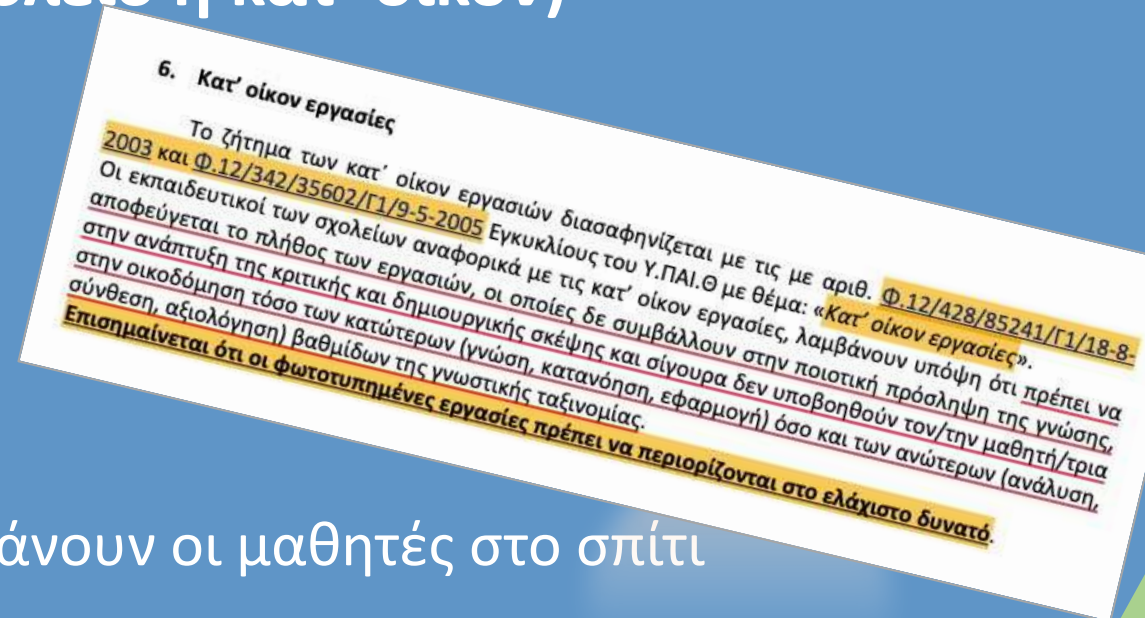 ή κατ' οίκον)
6. Κατ' οίκον εργασίες
Το ζήτημα των κατ΄ οίκον εργασιών διασαφηνίζεται με τις με αριθ. Φ.12/428/85241/Γ1/18-8-
2003 και Φ.12/342/35602/Γ1/9-5-2005 Εγκυκλίους του Υ.ΠΑΙ.Θ με θέμα: «Κατ' οίκον εργασίες».
Οι εκπαιδευτικοί των σχολείων αναφορικά με τις κατ' οίκον εργασίες, λαμβάνουν υπόψη ότι πρέπει να
αποφεύγεται το πλήθος των εργασιών, οι οποίες δε συμβάλλουν στην ποιοτική πρόσληψη της γνώσης,
στην ανάπτυξη της κριτικής και δημιουργικής σκέψης και σίγουρα δεν υποβοηθούν τον/την μαθητή/τρια
στην οικοδόμηση τόσο των κατώτερων (γνώση, κατανόηση, εφαρμογή) όσο και των ανώτερων (ανάλυση,
σύνθεση, αξιολόγηση) βαθμίδων της γνωστικής ταξινομίας.
Επισημαίνεται ότι οι φωτοτυπημένες εργασίες πρέπει να περιορίζονται στο ελάχιστο δυνατό.
άνουν οι μαθητές στο σπίτι